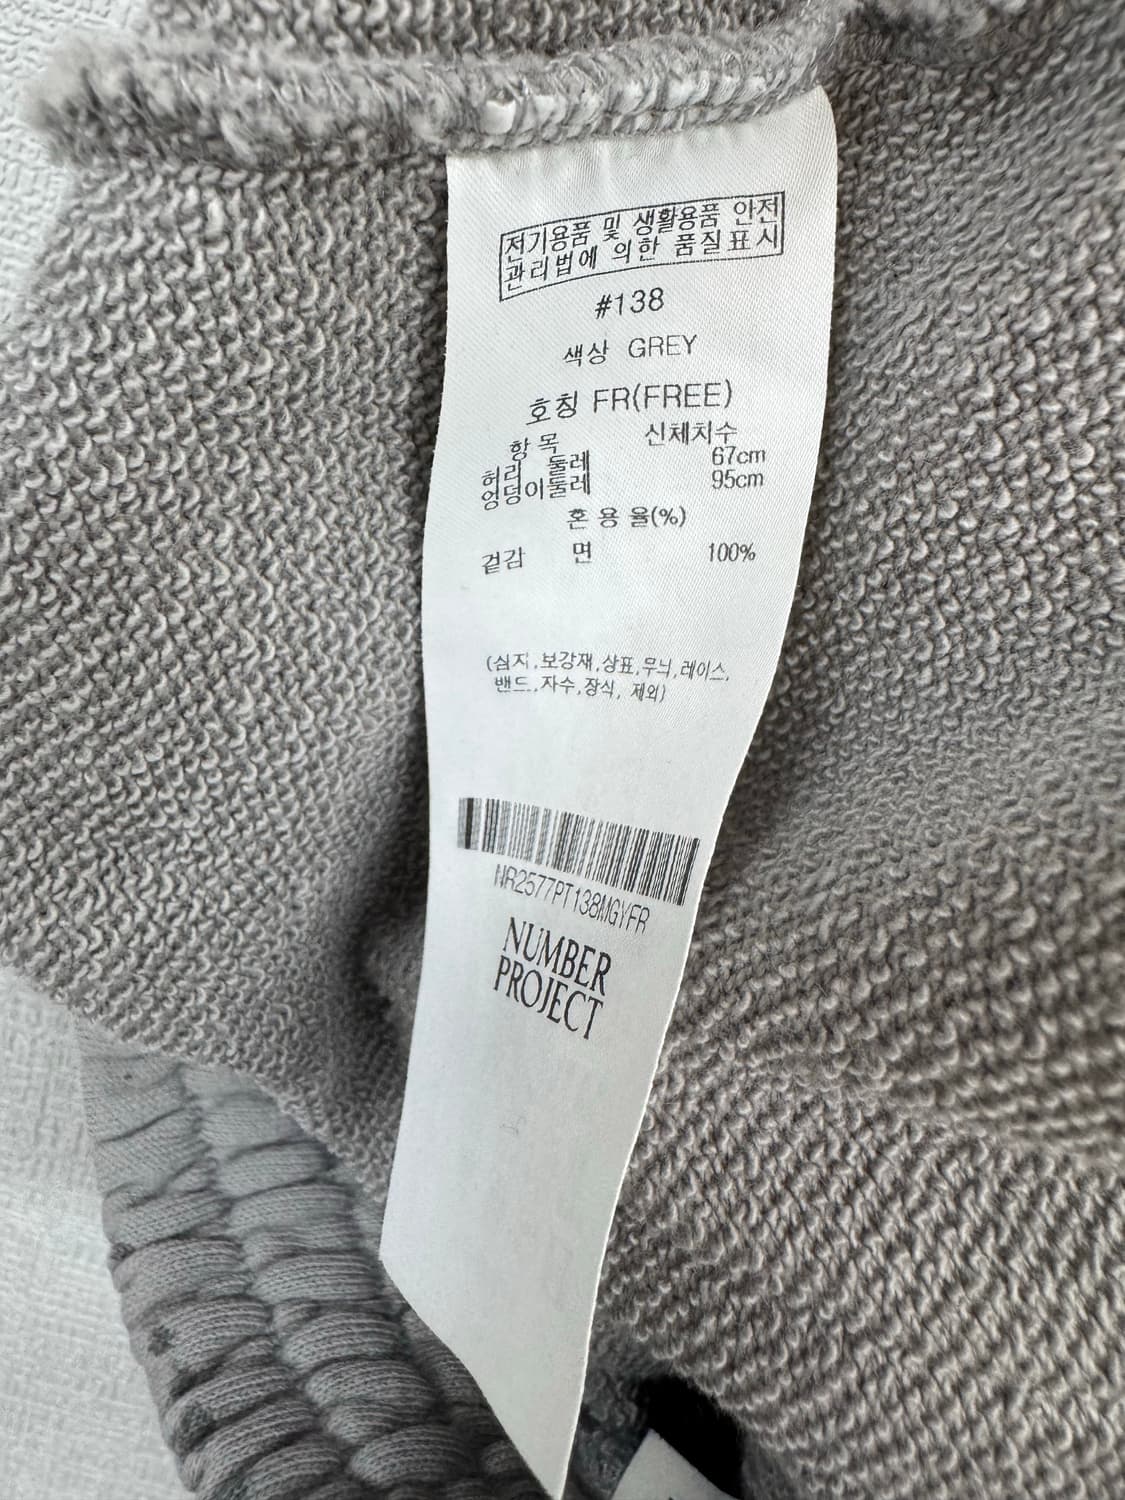 전기용품 및 생활용품 안전
관리법에 의한 품질표시
#138
색상 GREY
호칭 FR(FREE)
항 목 신체치수
허리 둘레 67cm
엉덩이둘레 95cm
혼 용 율(%)
겉감 면 100%
(심지,보강재,상표,무늬,레이스,
밴드,자수,장식, 제외)
NR2577PT138MGYFR
NUMBER
PROJECT